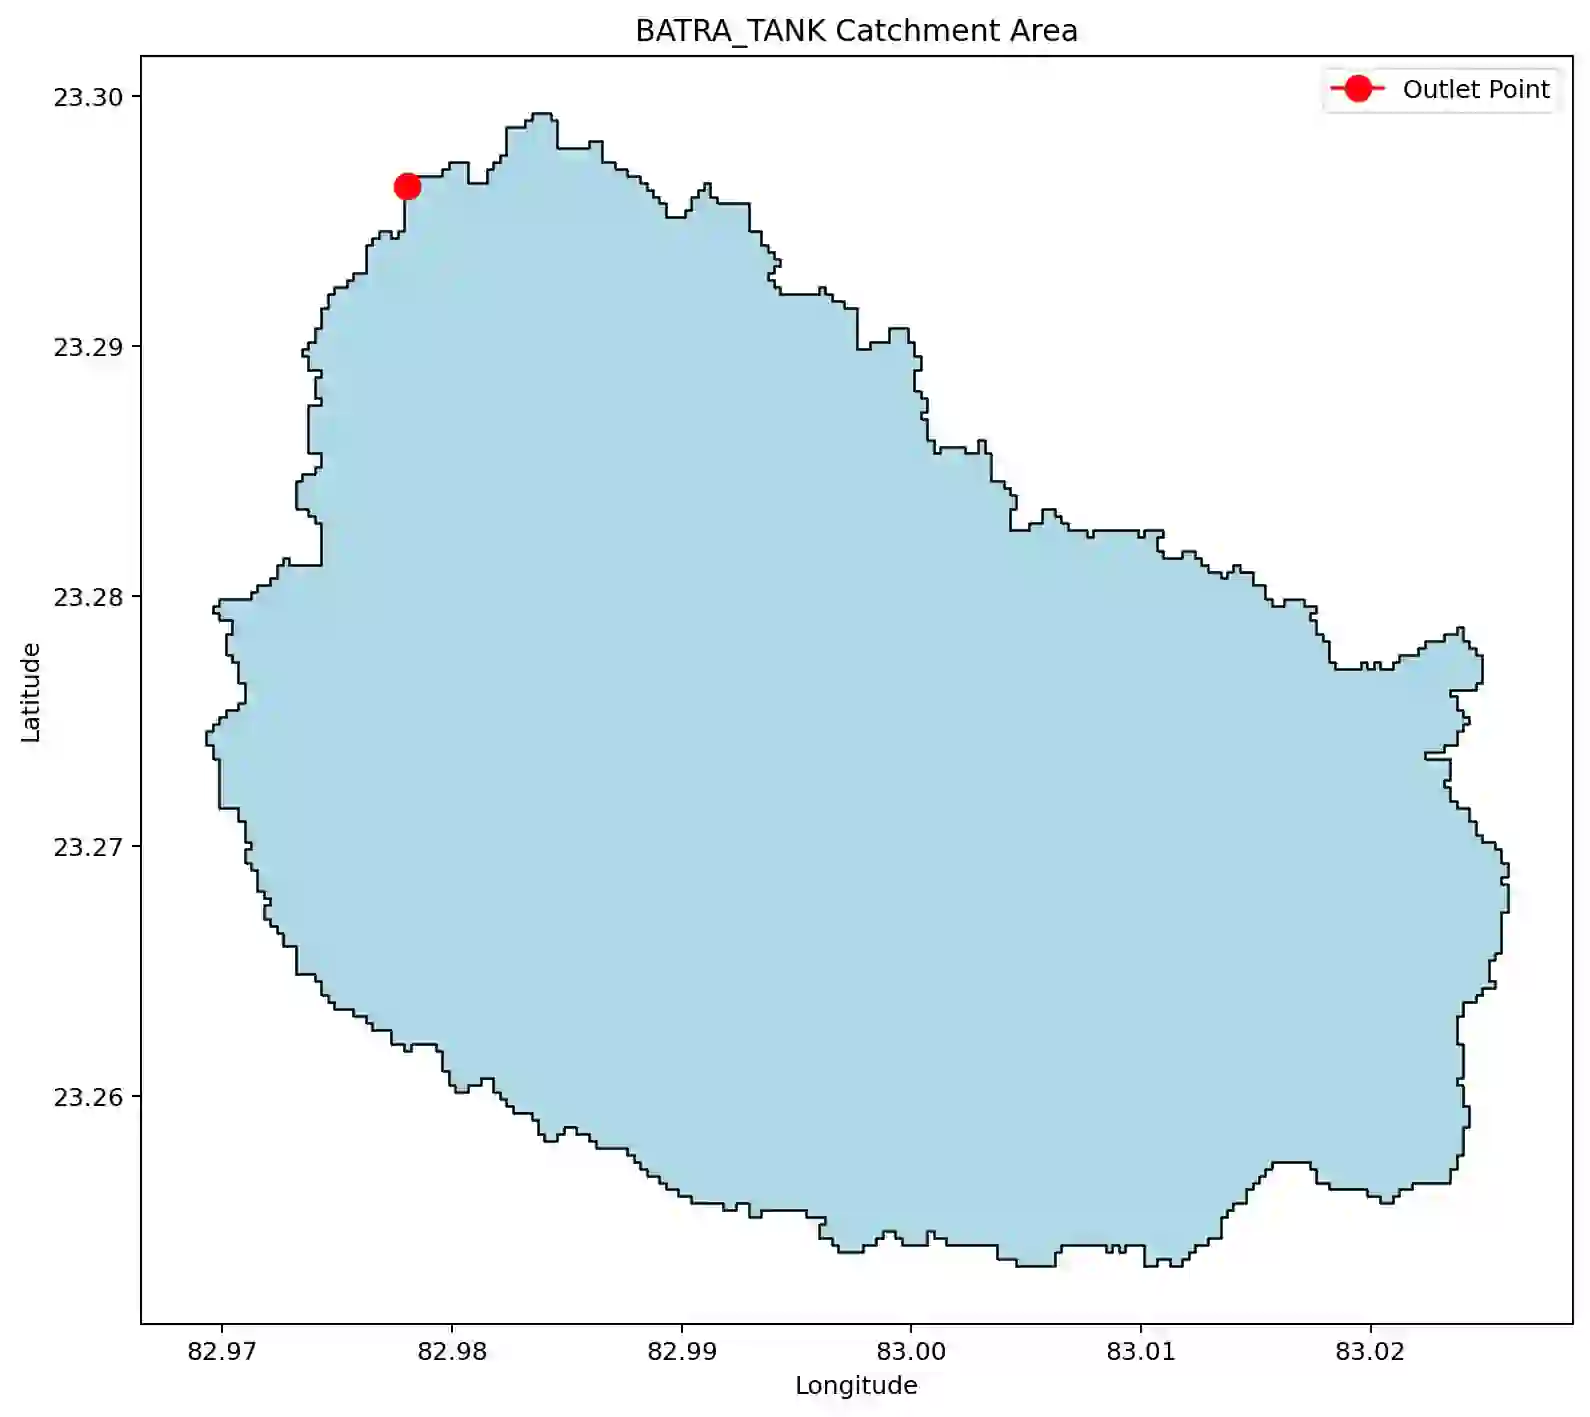 BATRA_TANK Catchment Area
Outlet Point
23.30
23.29
23.28
23.27
23.26
Latitude
82.97 82.98 82.99 83.00 83.01 83.02
Longitude